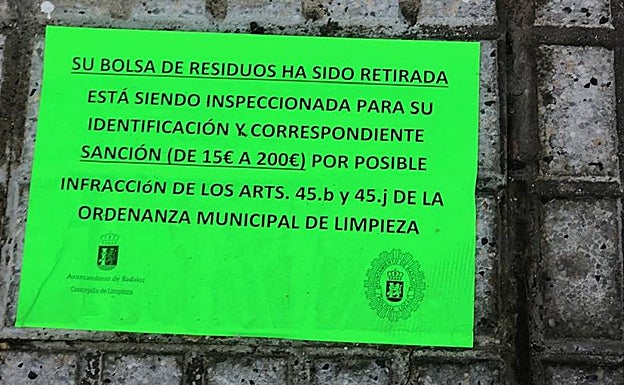 SU BOLSA DE RESIDUOS HA SIDO RETIRADA
ESTÁ SIENDO INSPECCIONADA PARA SU
IDENTIFICACIÓN Y CORRESPONDIENTE
SANCIÓN (DE 15€ A 200€) POR POSIBLE
INFRACCIóN DE LOS ARTS. 45.b y 45.j DE LA
ORDENANZA MUNICIPAL DE LIMPIEZA
Ayuntamiento de Badajoz
Concejalía de Limpieza